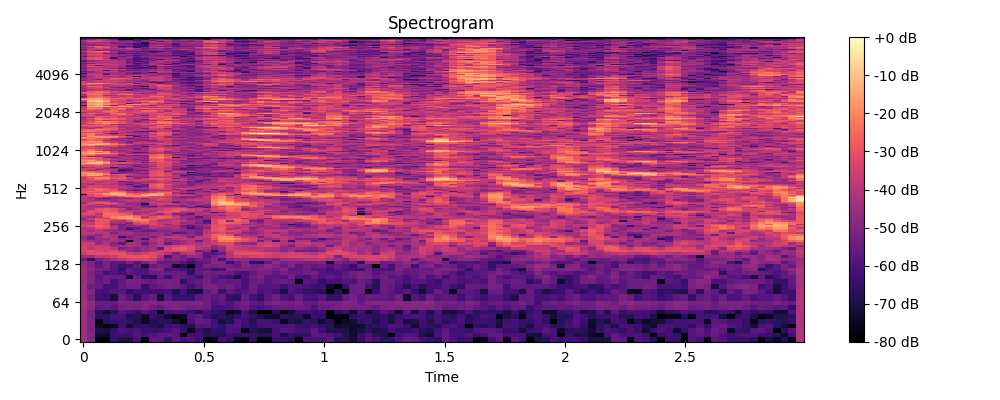 Spectrogram
Hz
4096
2048
1024
512
256
128
64
0
0
0.5
1
1.5
2
2.5
Time
+0 dB
-10 dB
-20 dB
-30 dB
-40 dB
-50 dB
-60 dB
-70 dB
-80 dB